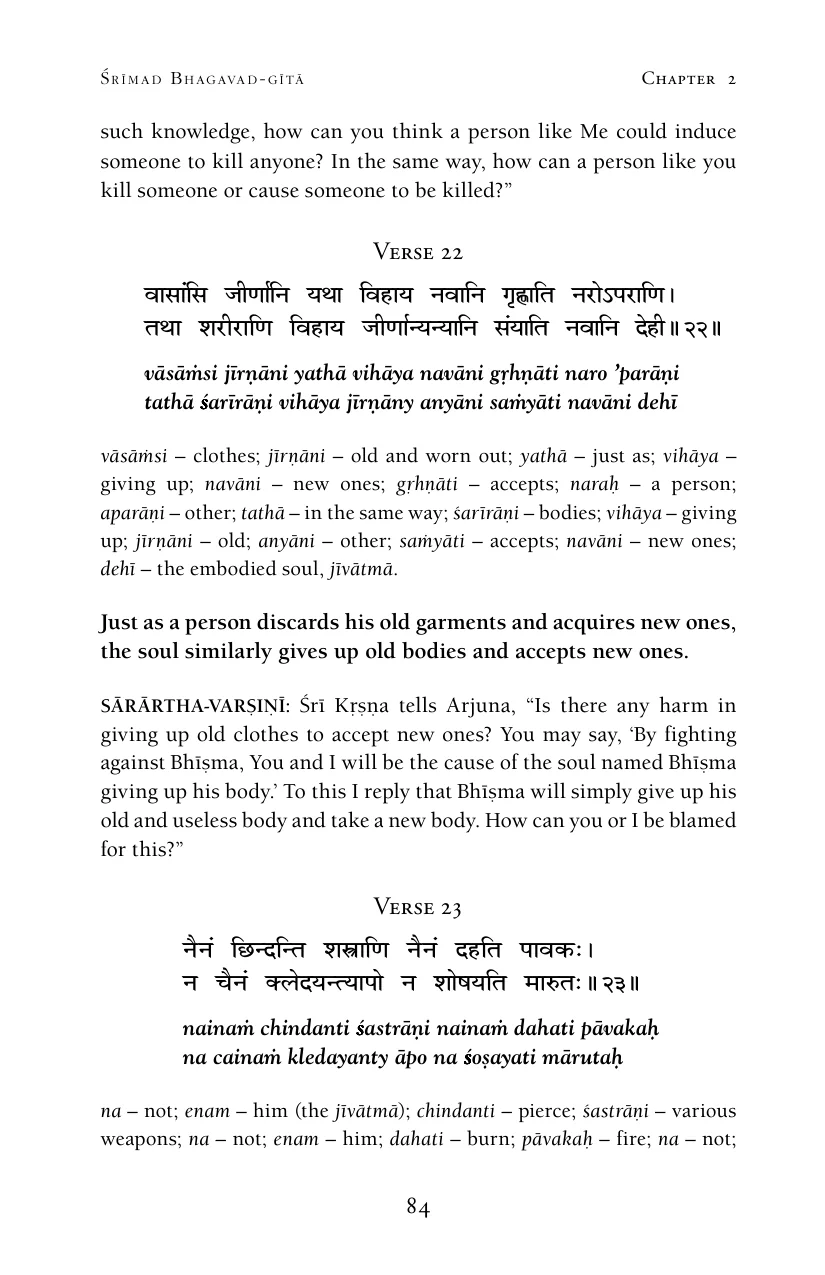 Śrīmad Bhagavad-gītā Chapter 2
such knowledge, how can you think a person like Me could induce
someone to kill anyone? In the same way, how can a person like you
kill someone or cause someone to be killed?”
Verse 22
वासांसि जीर्णानि यथा विहाय नवानि गृह्णाति नरोऽपराणि।
तथा शरीराणि विहाय जीर्णान्यन्यानि संयाति नवानि देही॥२२॥
vāsāṁsi jīrṇāni yathā vihāya navāni gṛhṇāti naro ’parāṇi
tathā śarīrāṇi vihāya jīrṇāny anyāni saṁyāti navāni dehī
vāsāṁsi – clothes; jīrṇāni – old and worn out; yathā – just as; vihāya –
giving up; navāni – new ones; gṛhṇāti – accepts; naraḥ – a person;
aparāṇi – other; tathā – in the same way; śarīrāṇi – bodies; vihāya – giving
up; jīrṇāni – old; anyāni – other; saṁyāti – accepts; navāni – new ones;
dehī – the embodied soul, jīvātmā.
Just as a person discards his old garments and acquires new ones,
the soul similarly gives up old bodies and accepts new ones.
SĀRĀRTHA-VARṢIṆĪ: Śrī Kṛṣṇa tells Arjuna, “Is there any harm in
giving up old clothes to accept new ones? You may say, ‘By fighting
against Bhīṣma, You and I will be the cause of the soul named Bhīṣma
giving up his body.’ To this I reply that Bhīṣma will simply give up his
old and useless body and take a new body. How can you or I be blamed
for this?”
Verse 23
नैनं छिन्दन्ति शस्त्राणि नैनं दहति पावकः।
न चैनं क्लेदयन्त्यापो न शोषयति मारुतः॥२३॥
nainaṁ chindanti śastrāṇi nainaṁ dahati pāvakaḥ
na cainaṁ kledayanty āpo na śoṣayati mārutaḥ
na – not; enam – him (the jīvātmā); chindanti – pierce; śastrāṇi – various
weapons; na – not; enam – him; dahati – burn; pāvakaḥ – fire; na – not;
84